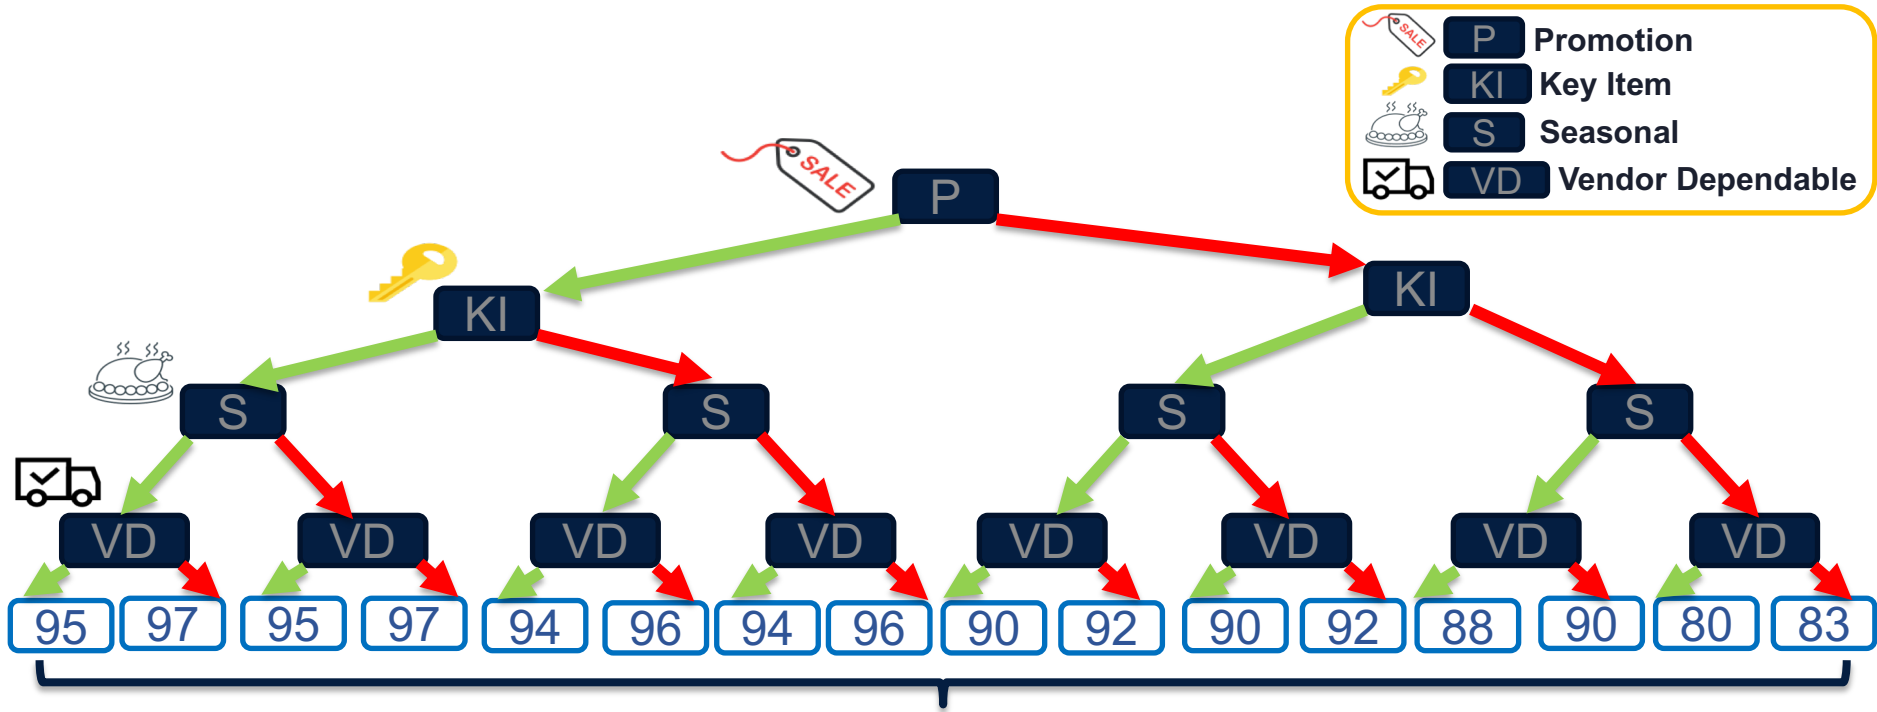 SALE
P Promotion
KI Key Item
S Seasonal
VD Vendor Dependable
SALE
P
KI
KI
S S S S
VD VD VD VD VD VD VD VD
95 97 95 97 94 96 94 96 90 92 90 92 88 90 80 83